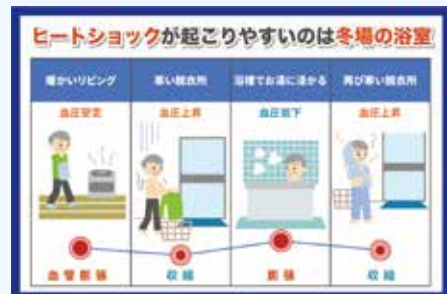 ヒートショックが起こりやすいのは冬場の浴室
暖かいリビング
寒い脱衣所
浴槽でお湯に浸かる
再び寒い脱衣所
血圧安定
血圧上昇
血圧低下
血圧上昇
血管膨張
収縮
膨張
収縮